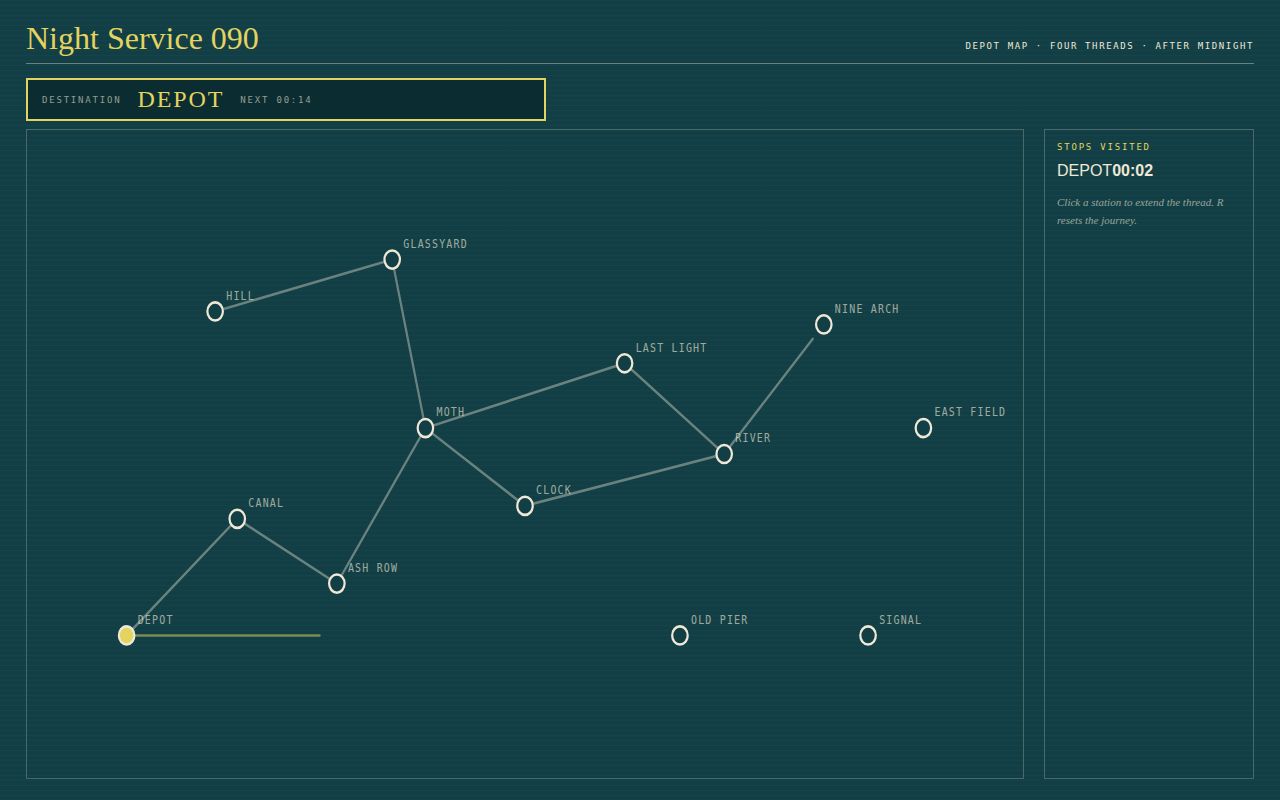 Night Service 090
DEPOT MAP · FOUR THREADS · AFTER MIDNIGHT
DESTINATION DEPOT NEXT 00:14
STOPS VISITED
DEPOT00:02
Click a station to extend the thread. R
resets the journey.
GLASSYARD
HILL
NINE ARCH
LAST LIGHT
MOTH
EAST FIELD
RIVER
CLOCK
CANAL
ASH ROW
DEPOT
OLD PIER
SIGNAL